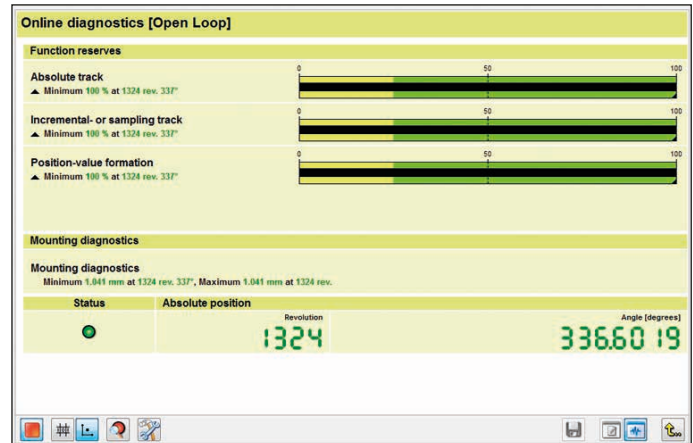 Online diagnostics [Open Loop]
Function reserves
Absolute track
0 50 100
Minimum 100 % at 1324 rev. 337°
Incremental- or sampling track
0 50 100
Minimum 100 % at 1324 rev. 337°
Position-value formation
0 50 100
Minimum 100 % at 1324 rev. 337°
Mounting diagnostics
Mounting diagnostics
Minimum 1.041 mm at 1324 rev. 337°, Maximum 1.041 mm at 1324 rev.
Status Absolute position
Revolution Angle [degrees]
1324 336.6019